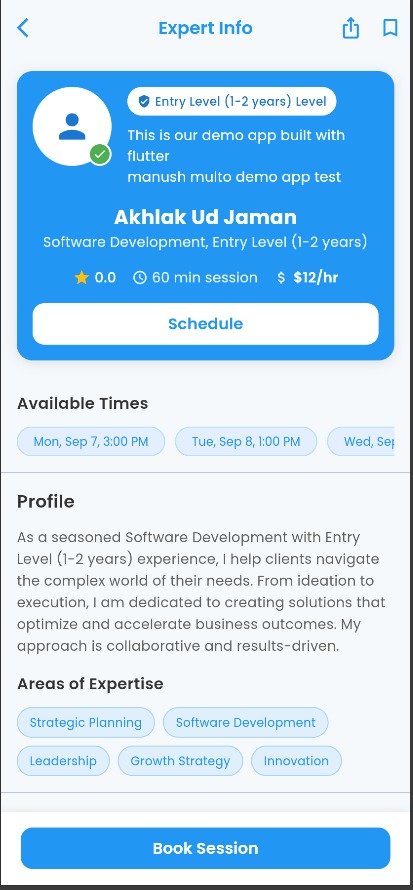 Expert Info
Entry Level (1-2 years) Level
This is our demo app built with
flutter
manush multo demo app test
Akhlak Ud Jaman
Software Development, Entry Level (1-2 years)
0.0 60 min session $ $12/hr
Schedule
Available Times
Mon, Sep 7, 3:00 PM Tue, Sep 8, 1:00 PM Wed, Sep
Profile
As a seasoned Software Development with Entry
Level (1-2 years) experience, I help clients navigate
the complex world of their needs. From ideation to
execution, I am dedicated to creating solutions that
optimize and accelerate business outcomes. My
approach is collaborative and results-driven.
Areas of Expertise
Strategic Planning Software Development
Leadership Growth Strategy Innovation
Book Session